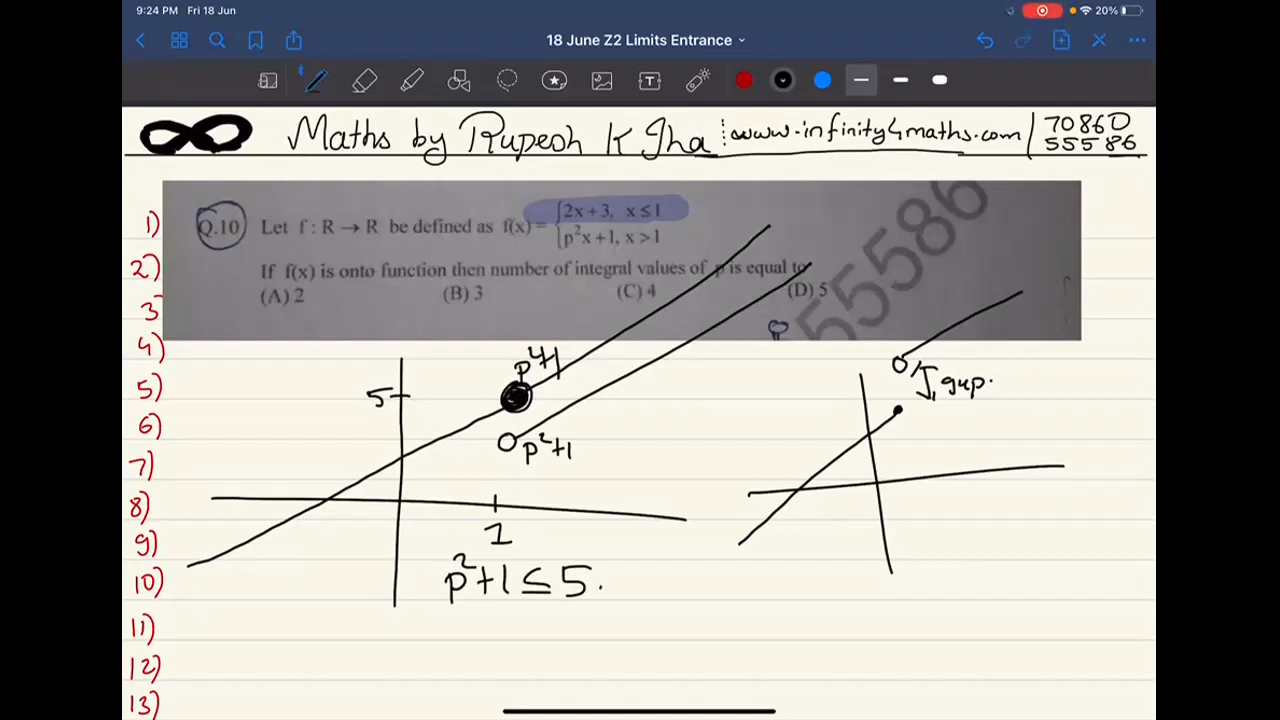 9:24 PM Fri 18 Jun
20%
18 June Z2 Limits Entrance
Maths by Rupesh K Jha
www.infinity4maths.com
70860
55586
Q.10 Let f : R → R be defined as f(x) = { 2x + 3, x ≤ 1
p²x + 1, x > 1
If f(x) is onto function then number of integral values of p is equal to
(A) 2 (B) 3 (C) 4 (D) 5
55586
1)
2)
3
4)
5)
6)
7)
8)
9)
10)
11)
12)
13)
p²+1
5
p²+1
gap.
1
p²+1 ≤ 5.